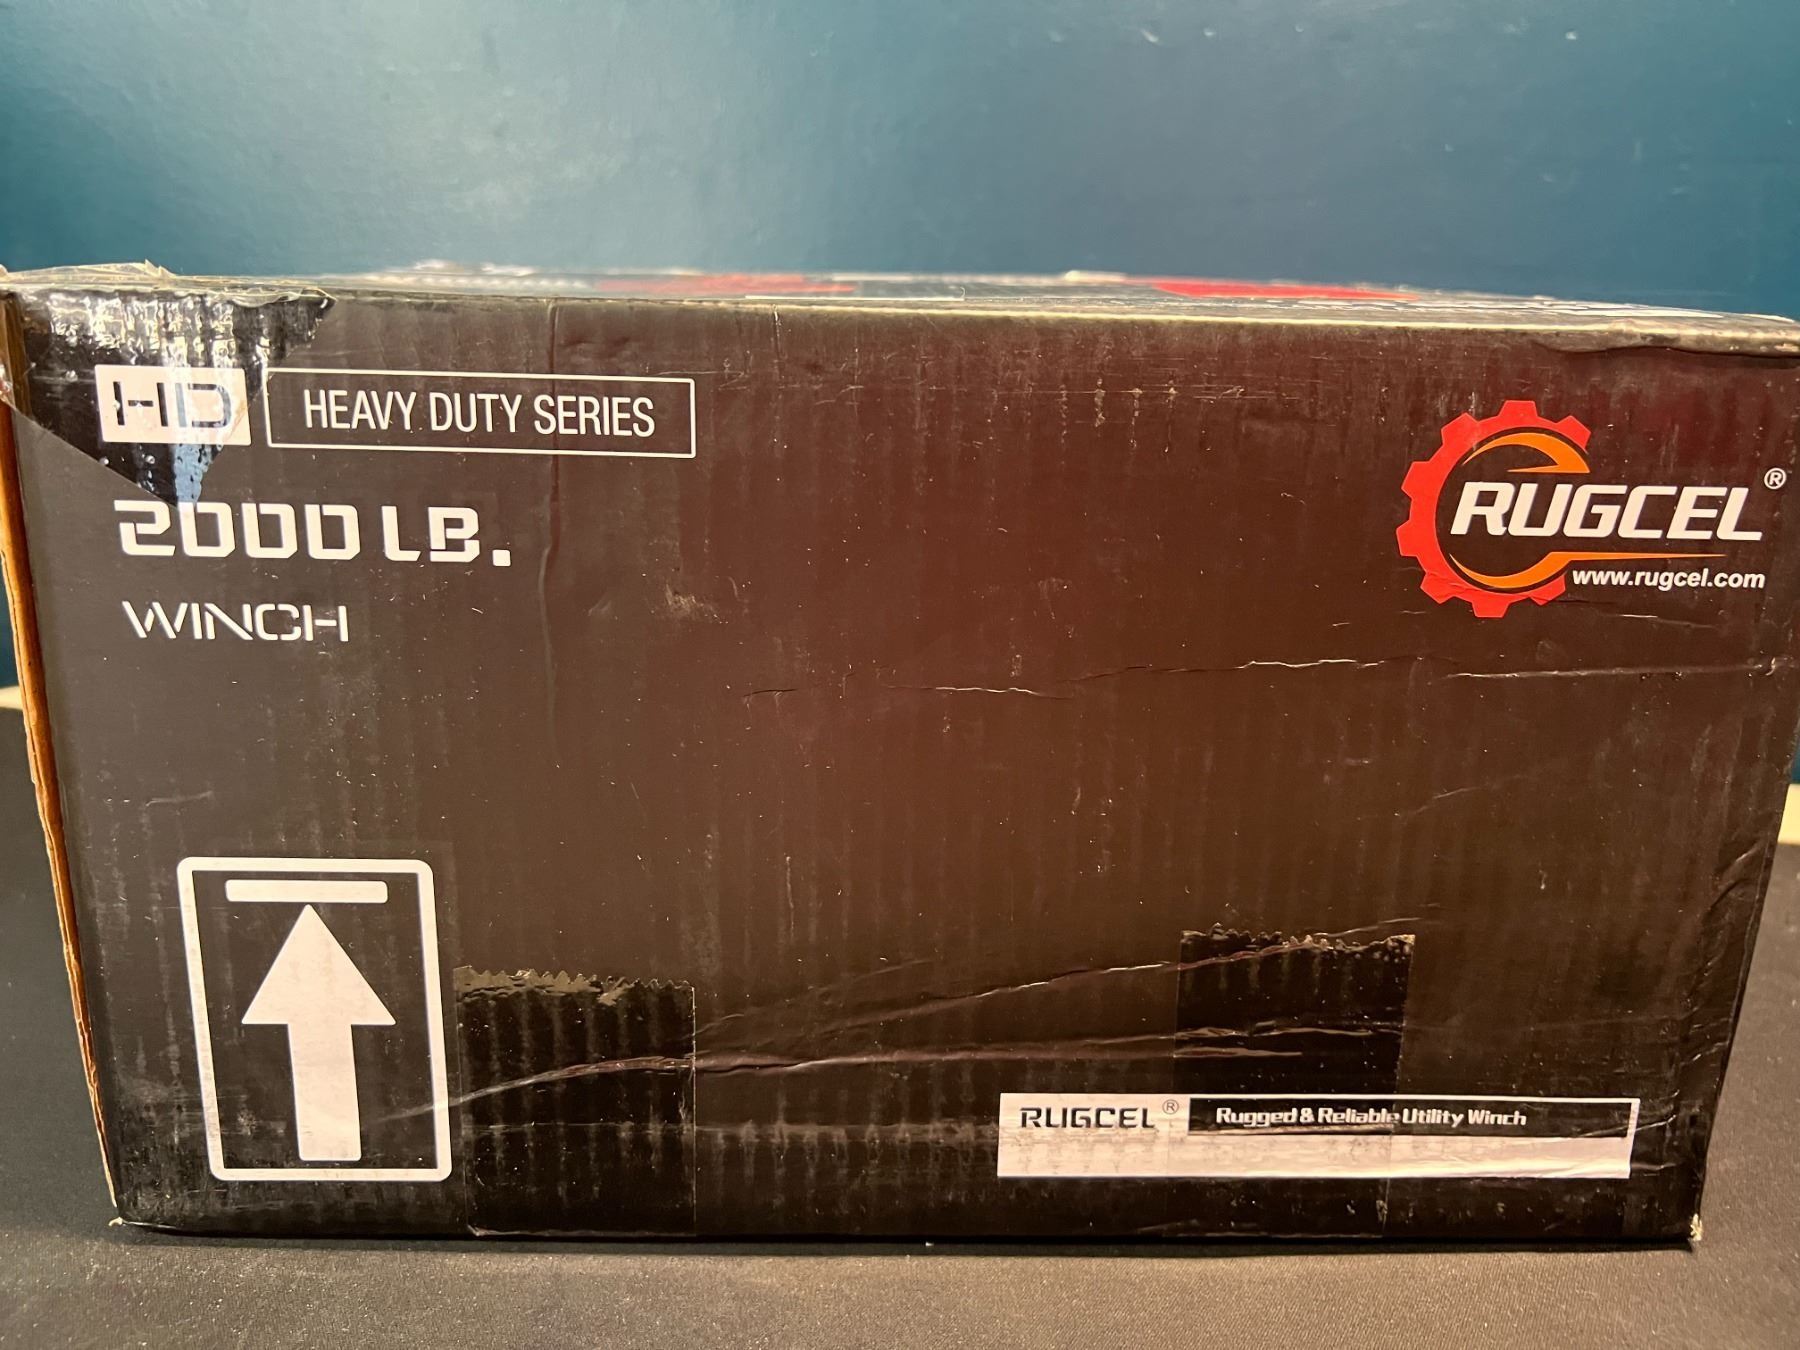 HD HEAVY DUTY SERIES
2000 LB.
WINCH
RUGCEL®
www.rugcel.com
RUGCEL® Rugged & Reliable Utility Winch